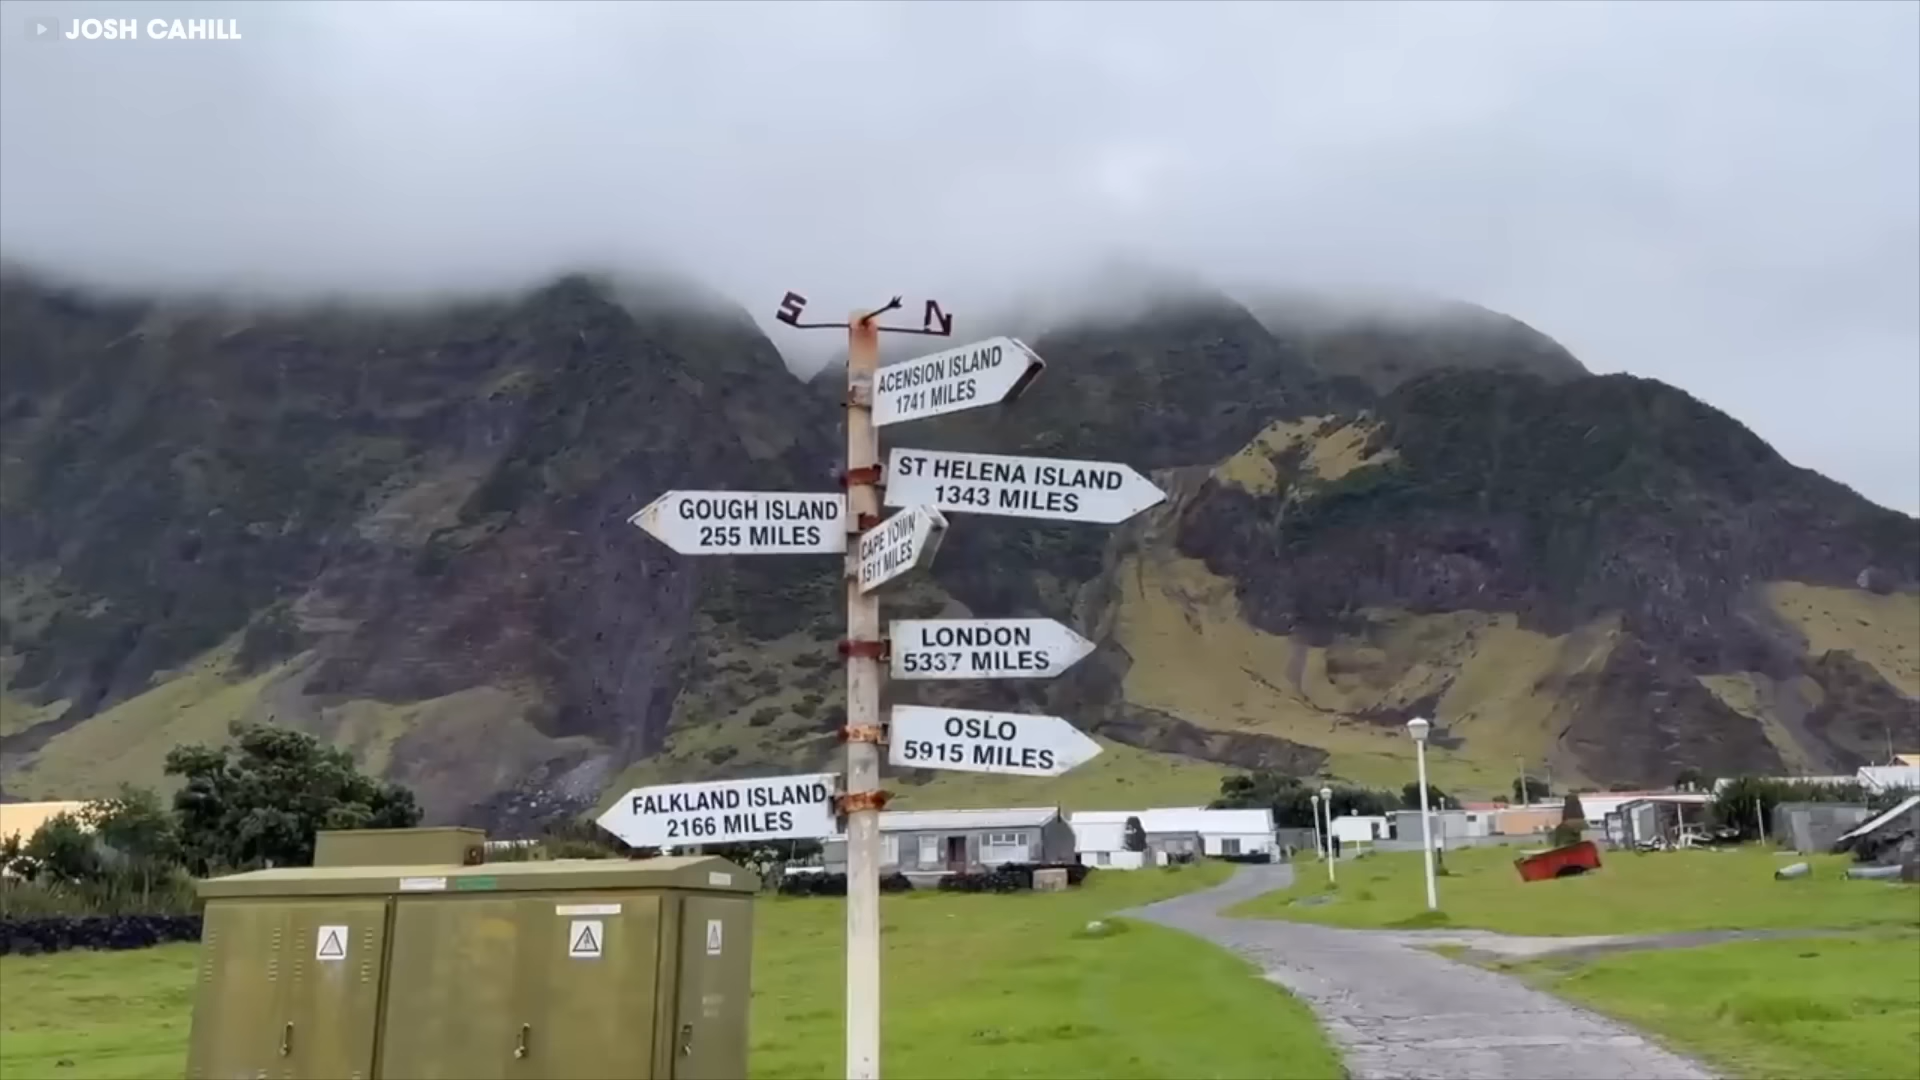 JOSH CAHILL
S N
ACENSION ISLAND
1741 MILES
ST HELENA ISLAND
1343 MILES
GOUGH ISLAND
255 MILES
CAPE TOWN
1511 MILES
LONDON
5337 MILES
OSLO
5915 MILES
FALKLAND ISLAND
2166 MILES